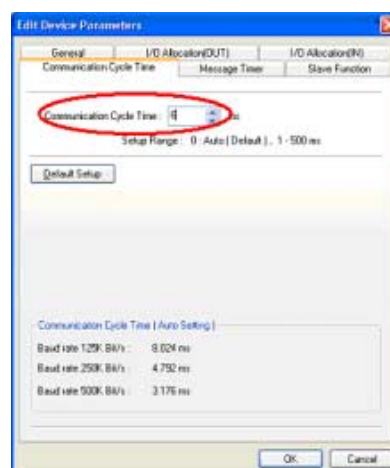 Edit Device Parameters
General I/O Allocation(OUT) I/O Allocation(IN)
Communication Cycle Time Message Timer Slave Function
Communication Cycle Time : 6 ms
Setup Range : 0 : Auto ( Default ) , 1 - 500 ms
Default Setup
Communication Cycle Time ( Auto Setting )
Baud rate 125K Bit/s : 8.024 ms
Baud rate 250K Bit/s : 4.792 ms
Baud rate 500K Bit/s : 3.176 ms
OK Cancel